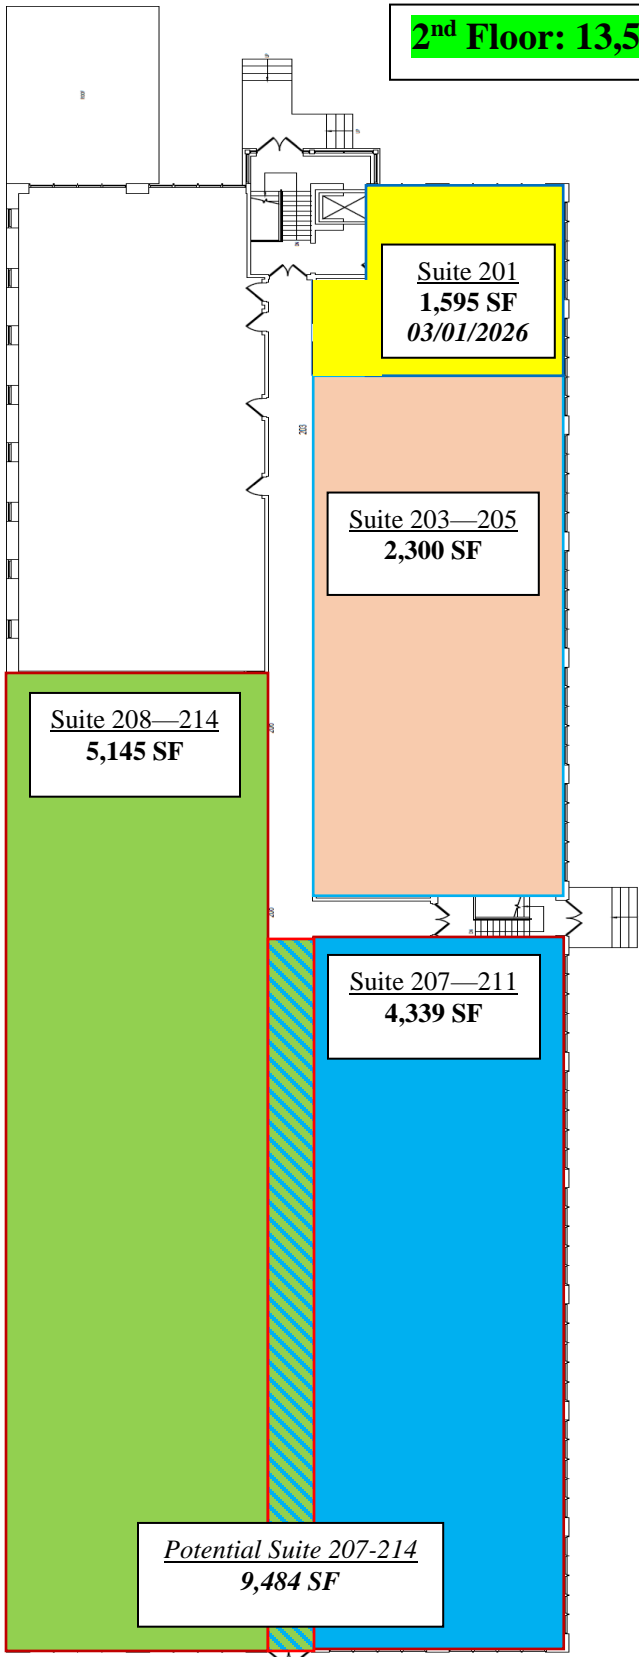 2nd Floor: 13,5
Suite 201
1,595 SF
03/01/2026
203
Suite 203—205
2,300 SF
Suite 208—214
5,145 SF
Suite 207—211
4,339 SF
Potential Suite 207-214
9,484 SF